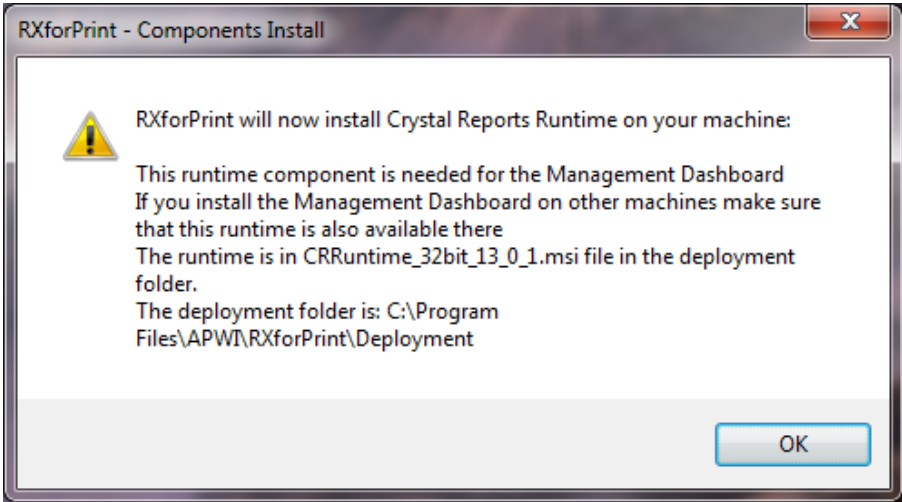 RXforPrint - Components Install
RXforPrint will now install Crystal Reports Runtime on your machine:
This runtime component is needed for the Management Dashboard
If you install the Management Dashboard on other machines make sure
that this runtime is also available there
The runtime is in CRRuntime_32bit_13_0_1.msi file in the deployment
folder.
The deployment folder is: C:\Program
Files\APWI\RXforPrint\Deployment
OK